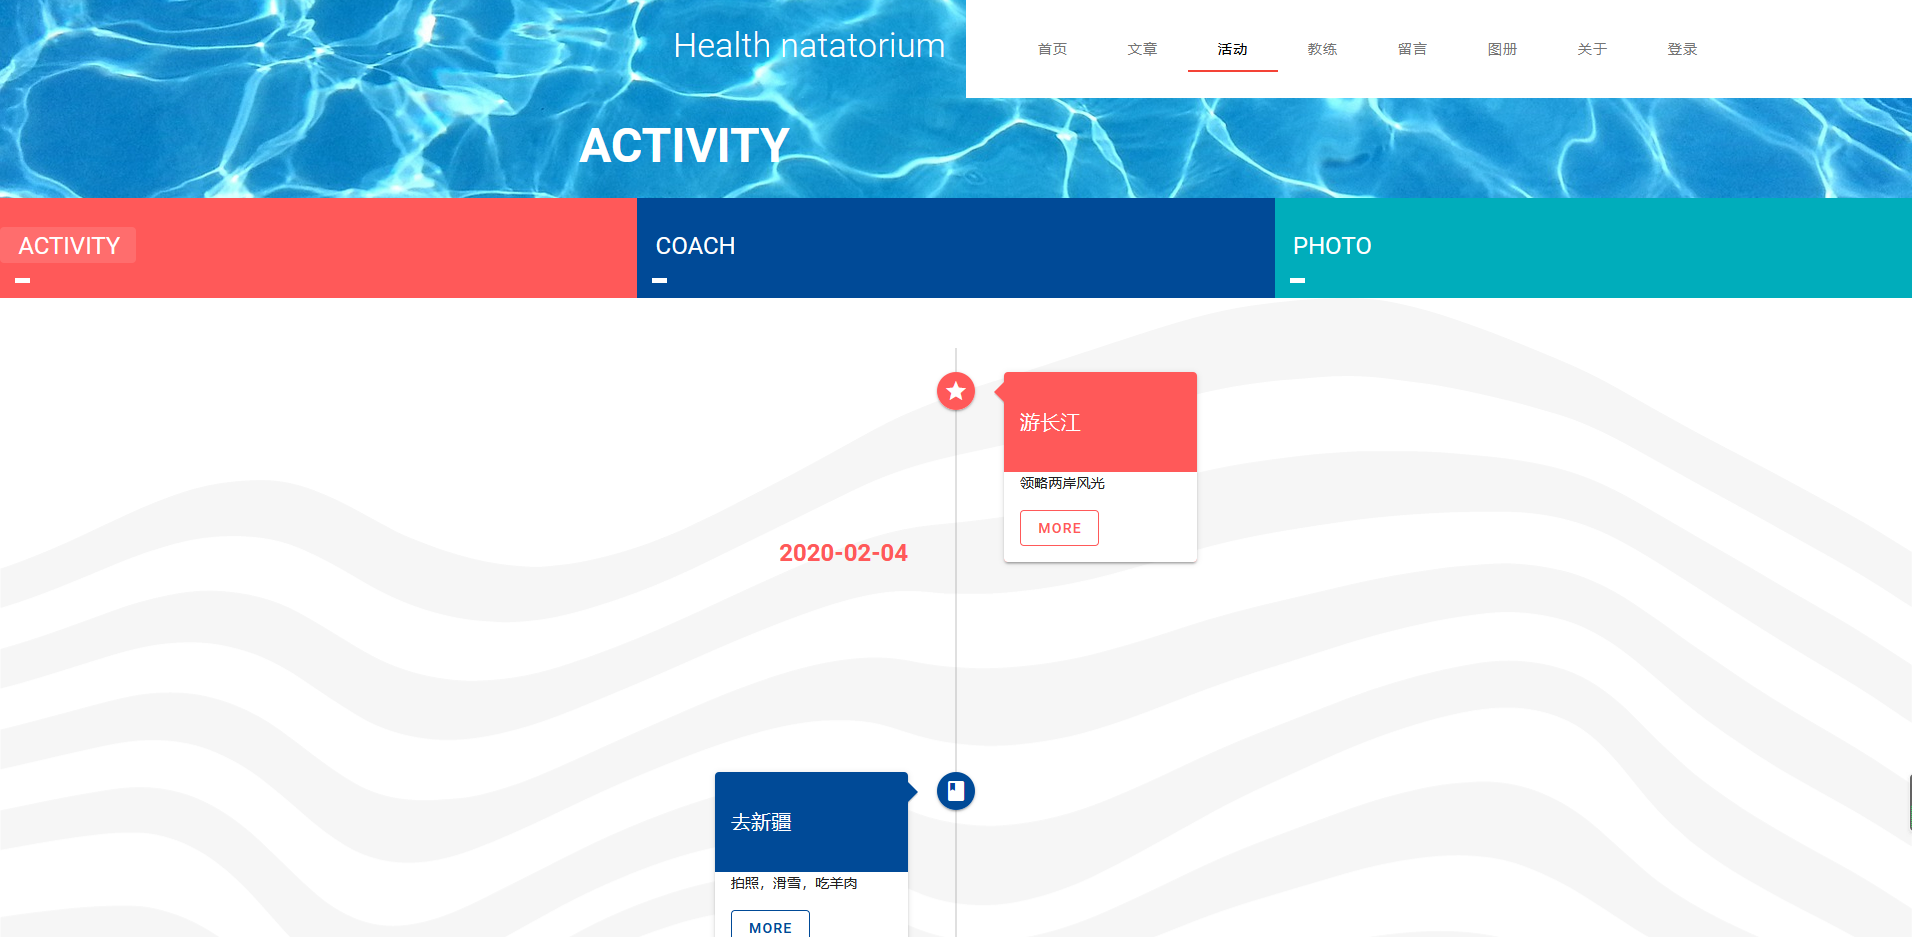 Health natatorium
首页
文章
活动
教练
留言
图册
关于
登录
ACTIVITY
ACTIVITY
COACH
PHOTO
游长江
领略两岸风光
MORE
2020-02-04
去新疆
拍照，滑雪，吃羊肉
MORE